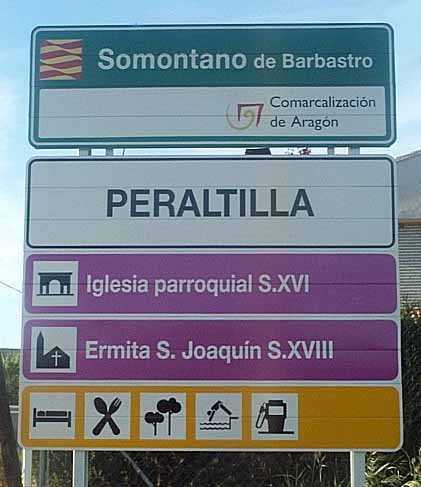 Somontano de Barbastro
Comarcalización
de Aragón
PERALTILLA
Iglesia parroquial S.XVI
Ermita S. Joaquín S.XVIII